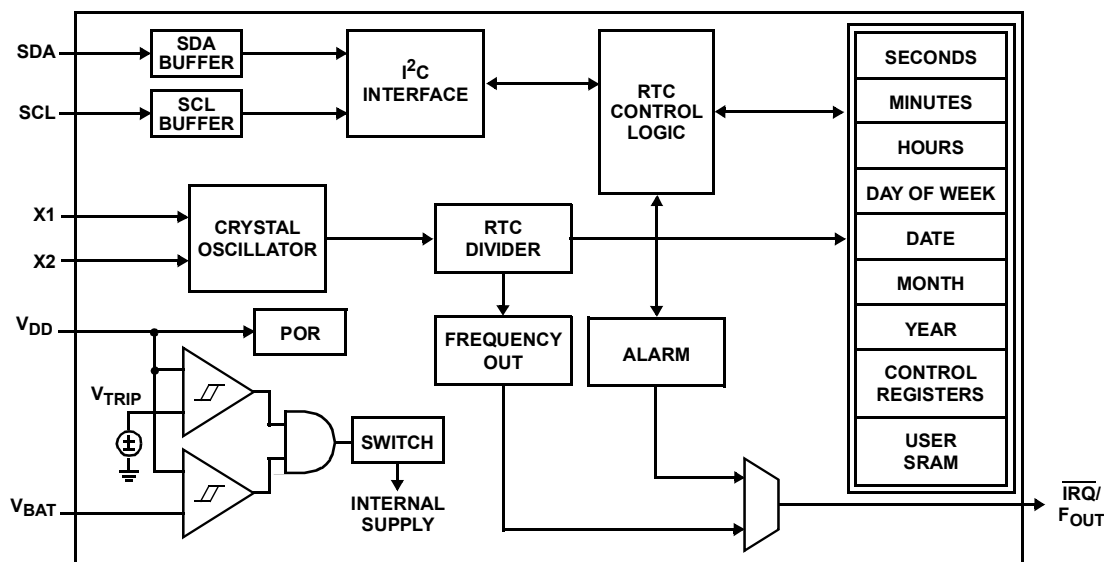 SDA
SDA
BUFFER
SCL
SCL
BUFFER
I²C
INTERFACE
RTC
CONTROL
LOGIC
SECONDS
MINUTES
HOURS
DAY OF WEEK
DATE
MONTH
YEAR
CONTROL
REGISTERS
USER
SRAM
X1
X2
CRYSTAL
OSCILLATOR
RTC
DIVIDER
VDD
POR
FREQUENCY
OUT
ALARM
VTRIP
SWITCH
INTERNAL
SUPPLY
VBAT
IRQ/
FOUT